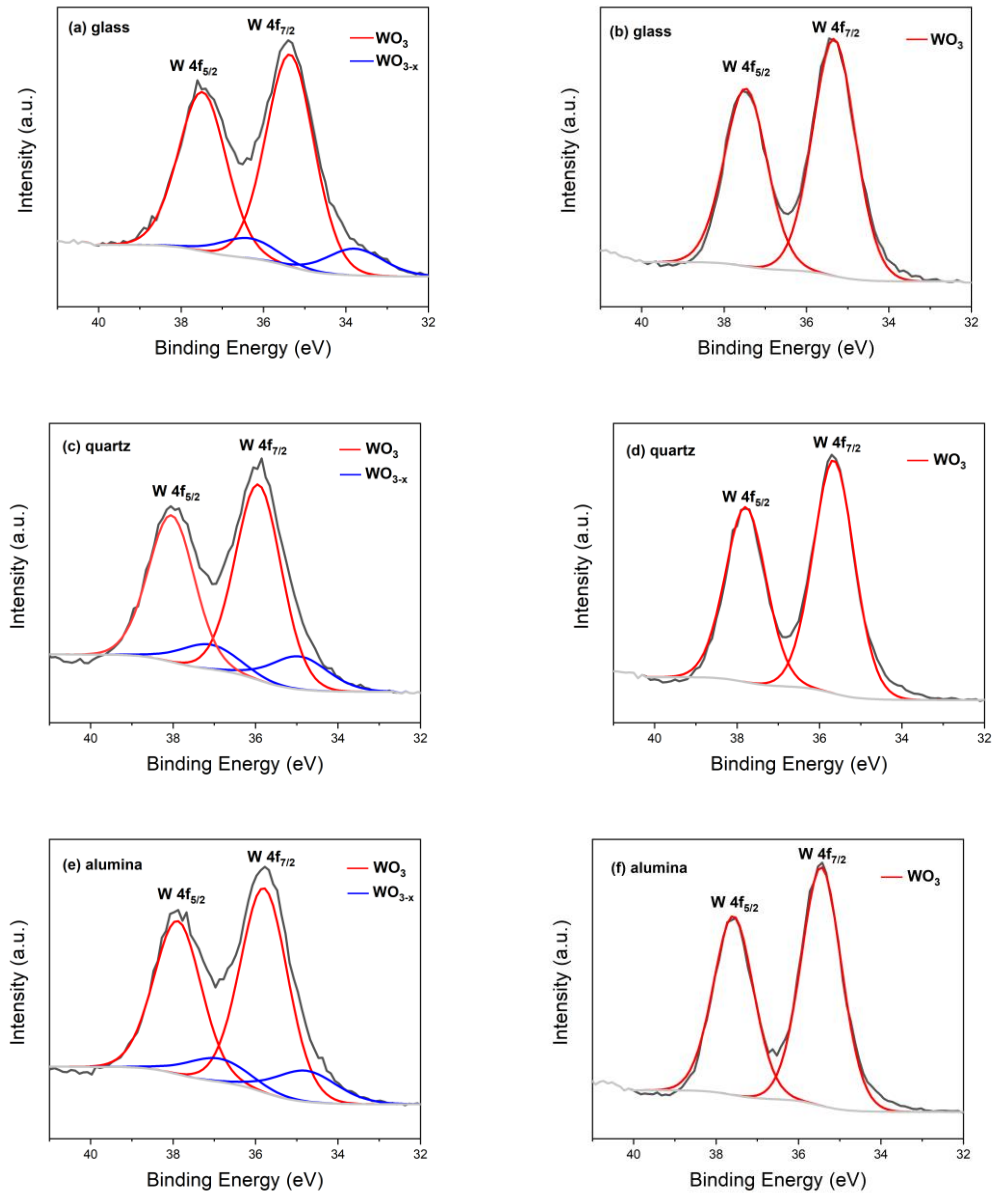 (a) glass
W 4f5/2
W 4f7/2
WO3
WO3-x
Intensity (a.u.)
40 38 36 34 32
Binding Energy (eV)
(b) glass
W 4f5/2
W 4f7/2
WO3
Intensity (a.u.)
40 38 36 34 32
Binding Energy (eV)
(c) quartz
W 4f5/2
W 4f7/2
WO3
WO3-x
Intensity (a.u.)
40 38 36 34 32
Binding Energy (eV)
(d) quartz
W 4f5/2
W 4f7/2
WO3
Intensity (a.u.)
40 38 36 34 32
Binding Energy (eV)
(e) alumina
W 4f5/2
W 4f7/2
WO3
WO3-x
Intensity (a.u.)
40 38 36 34 32
Binding Energy (eV)
(f) alumina
W 4f5/2
W 4f7/2
WO3
Intensity (a.u.)
40 38 36 34 32
Binding Energy (eV)